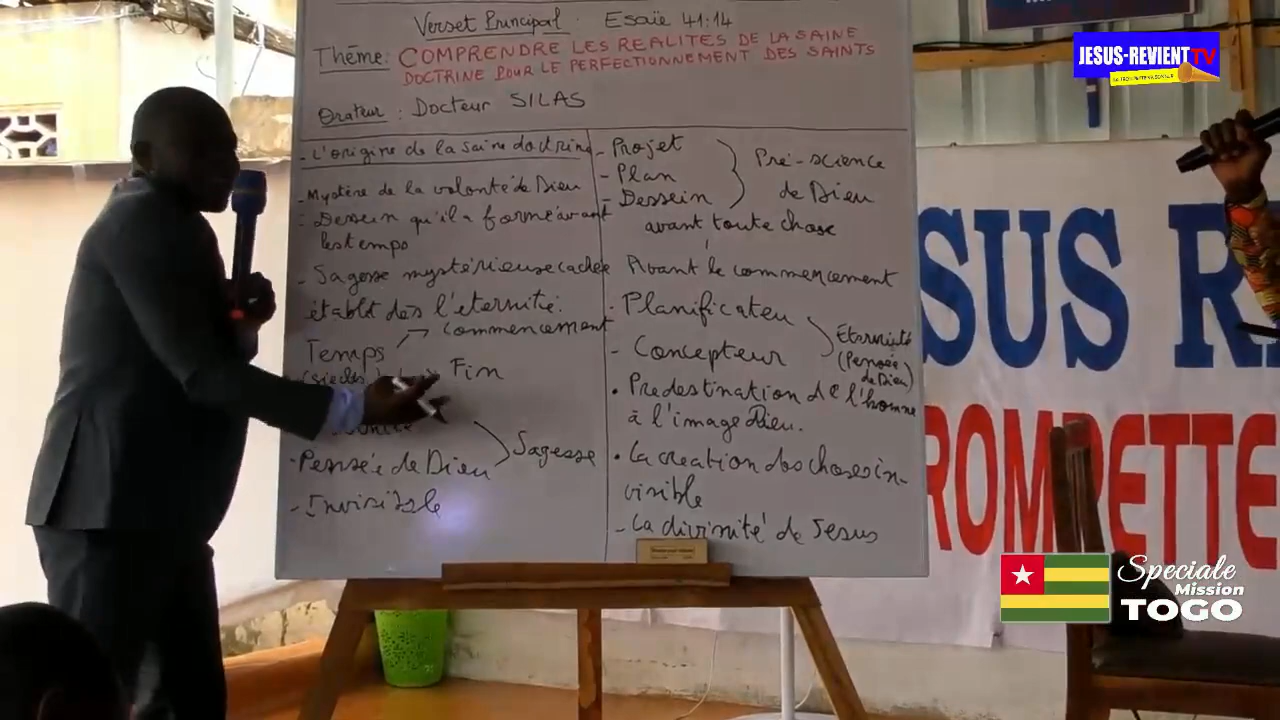 Verset Principal : Esaïe 41:14
Thème: COMPRENDRE LES REALITES DE LA SAINE
DOCTRINE POUR LE PERFECTIONNEMENT DES SAINTS
Orateur : Docteur SILAS
- L'origine de la saine doctrine
- Mystère de la volonté de Dieu
- Dessein qu'il a formé avant
les temps
- Sagesse mystérieuse cachée
établt dès l'eternité.
Temps → Commencement
Fin
- Pensée de Dieu
Sagesse
- Invisible
- Projet
- Plan
- Dessein
Pré-science
de Dieu
avant toute chose
Avant le commencement
- Planificateu
- Concepteur
Éternité
(Pensée
de Dieu)
• Predestination de l'homme
à l'image Dieu.
• La creation des choses in-
visible
- La divinité de Jesus
JESUS-REVIENT TV
SUS R
ROMPETTE
Speciale
Mission
TOGO